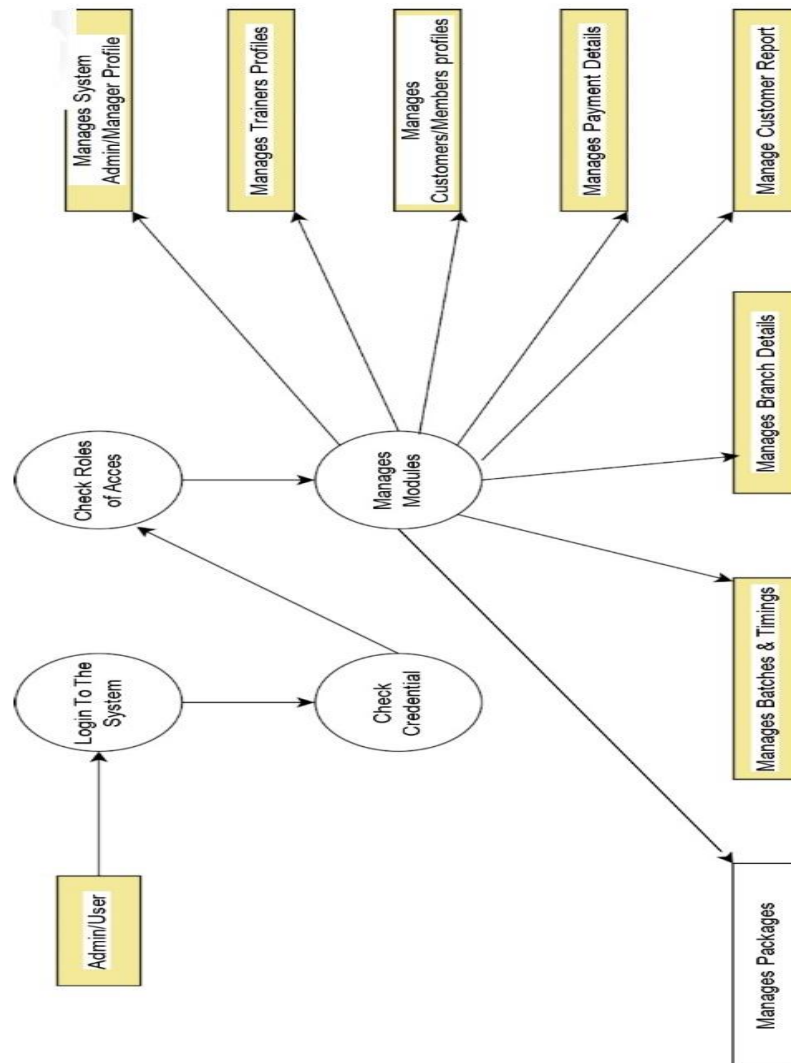 Admin/User
Login To The
System
Check
Credential
Check Roles
of Acces
Manages
Modules
Manages System
Admin/Manager Profile
Manages Trainers Profiles
Manages
Customers/Members profiles
Manages Payment Details
Manage Customer Report
Manages Branch Details
Manages Batches & Timings
Manages Packages